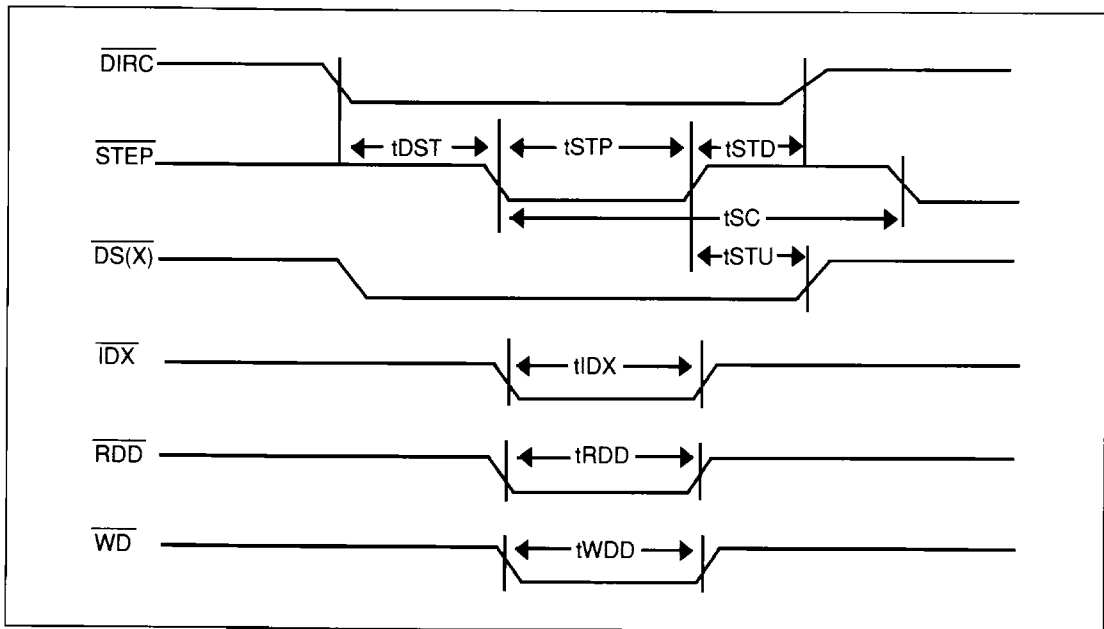 DIRC
tDST tSTP tSTD
STEP
tSC
DS(X)
tSTU
IDX
tIDX
RDD
tRDD
WD
tWDD